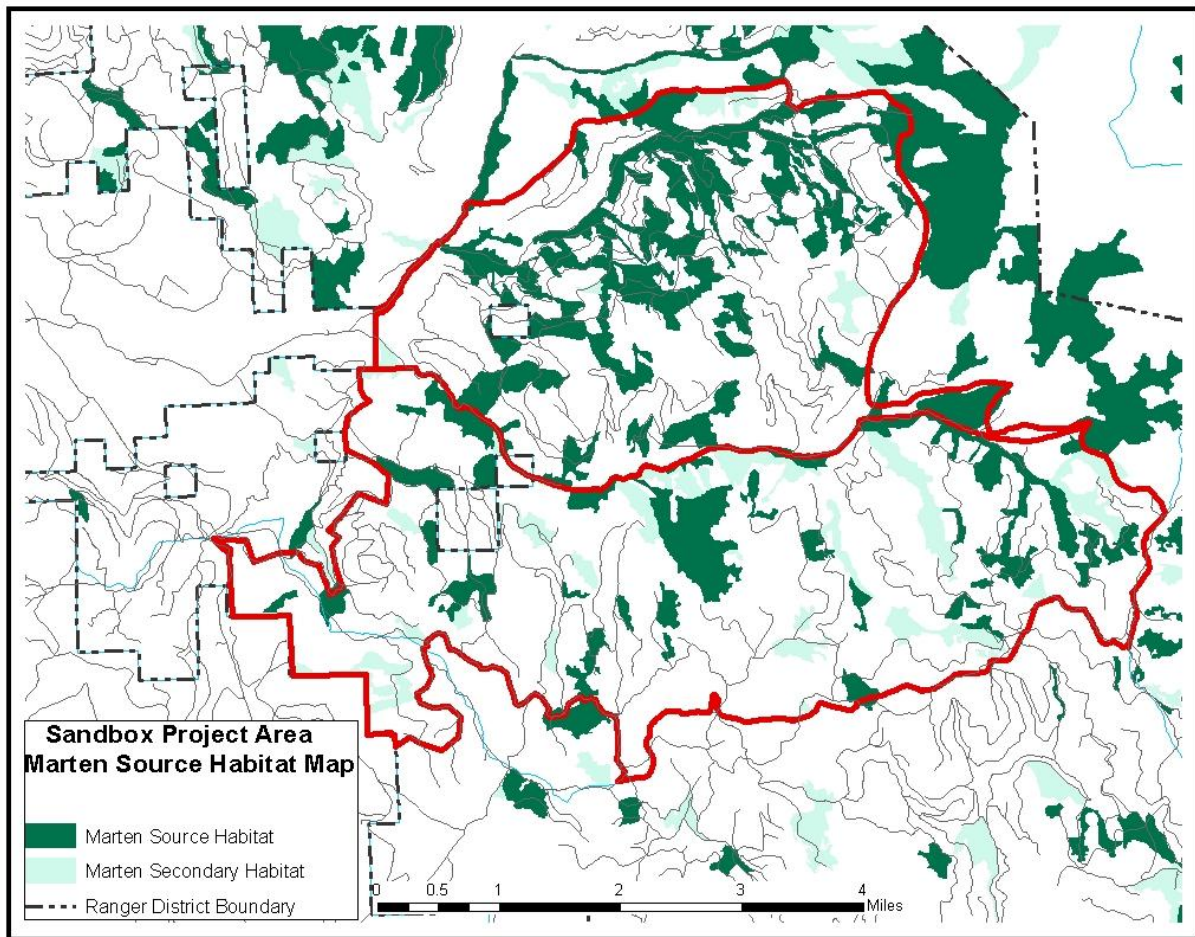 Sandbox Project Area
Marten Source Habitat Map
Marten Source Habitat
Marten Secondary Habitat
Ranger District Boundary
0 0.5 1 2 3 4
Miles